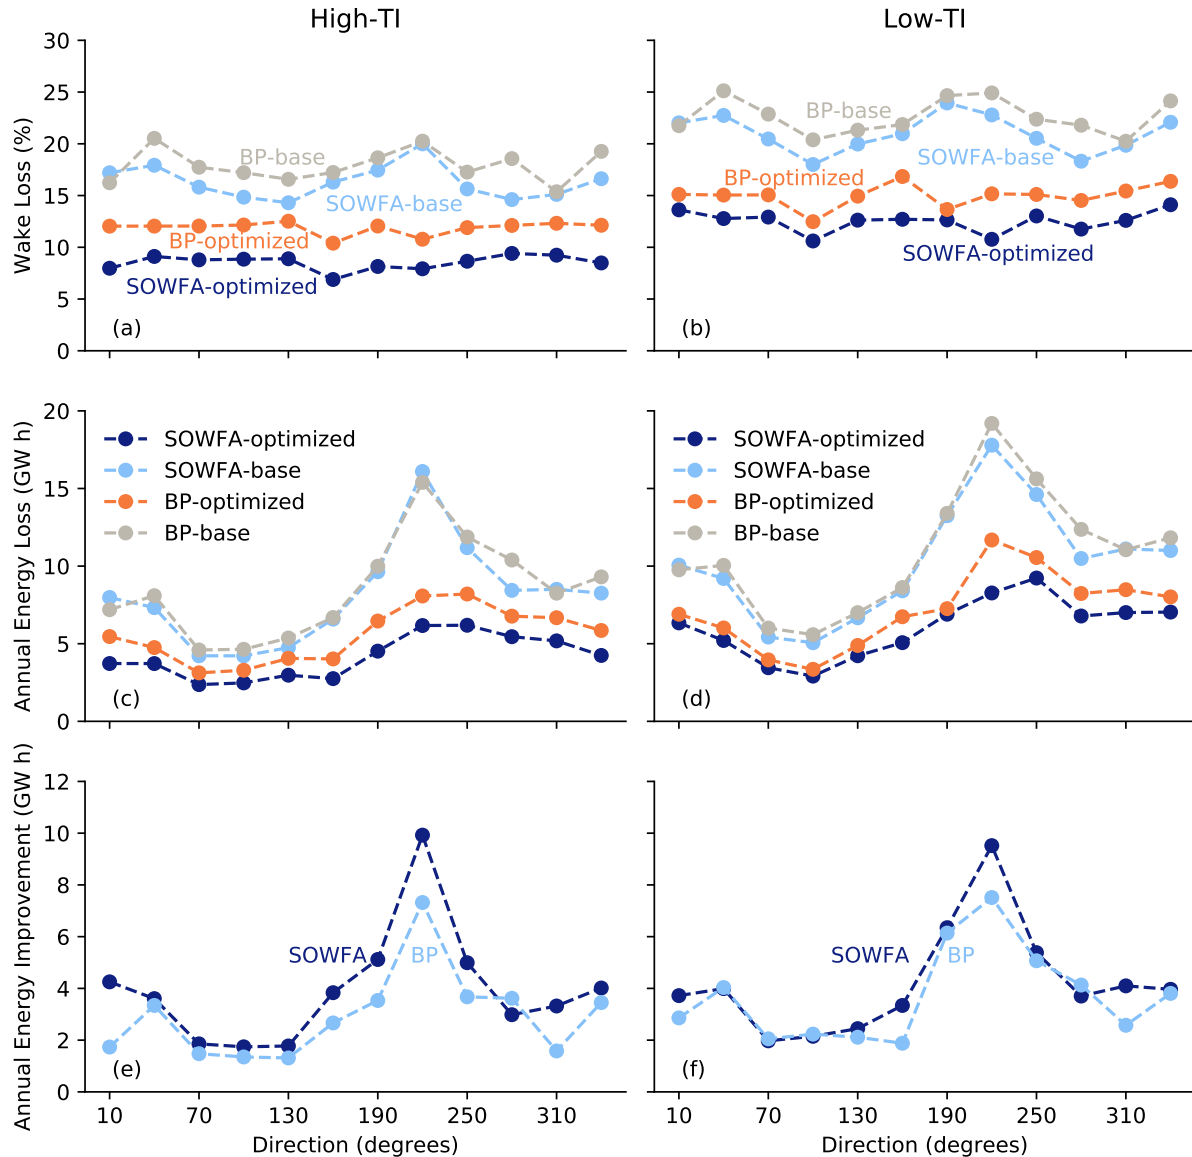 High-TI
Low-TI
Wake Loss (%)
30
25
20
15
10
5
0
BP-base
SOWFA-base
BP-optimized
SOWFA-optimized
(a)
BP-base
SOWFA-base
BP-optimized
SOWFA-optimized
(b)
Annual Energy Loss (GW h)
20
15
10
5
0
SOWFA-optimized
SOWFA-base
BP-optimized
BP-base
(c)
SOWFA-optimized
SOWFA-base
BP-optimized
BP-base
(d)
Annual Energy Improvement (GW h)
12
10
8
6
4
2
0
SOWFA
BP
(e)
10 70 130 190 250 310
Direction (degrees)
SOWFA
BP
(f)
10 70 130 190 250 310
Direction (degrees)